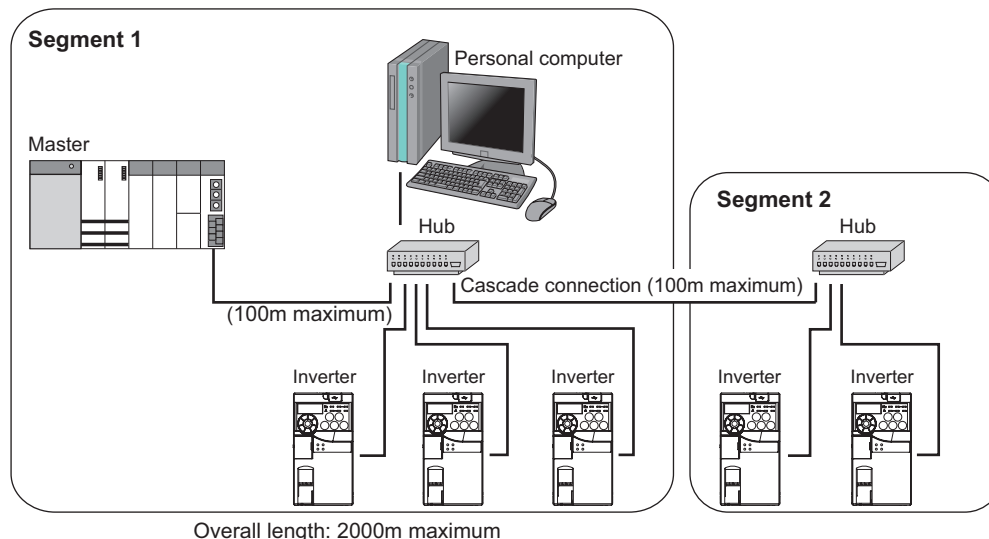 Segment 1
Personal computer
Master
Hub
Segment 2
Hub
Cascade connection (100m maximum)
(100m maximum)
Inverter
Inverter
Inverter
Inverter
Inverter
Overall length: 2000m maximum